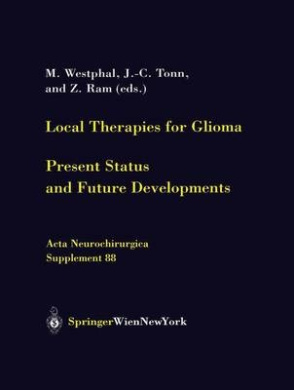 M. Westphal, J.-C. Tonn,
and Z. Ram (eds.)
Local Therapies for Glioma
Present Status
and Future Developments
Acta Neurochirurgica
Supplement 88
SpringerWienNewYork